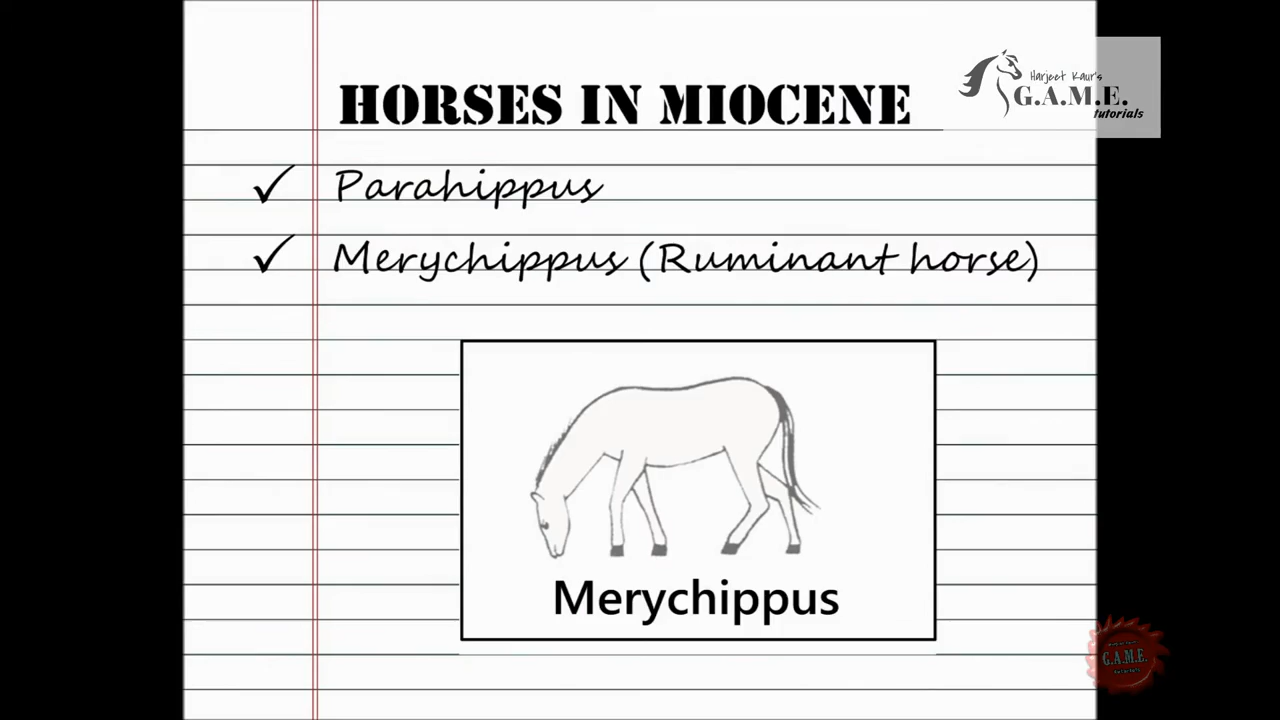 HORSES IN MIOCENE
Harjeet Kaur's
G.A.M.E.
tutorials
✓ Parahippus
✓ Merychippus (Ruminant horse)
Merychippus
G.A.M.E.